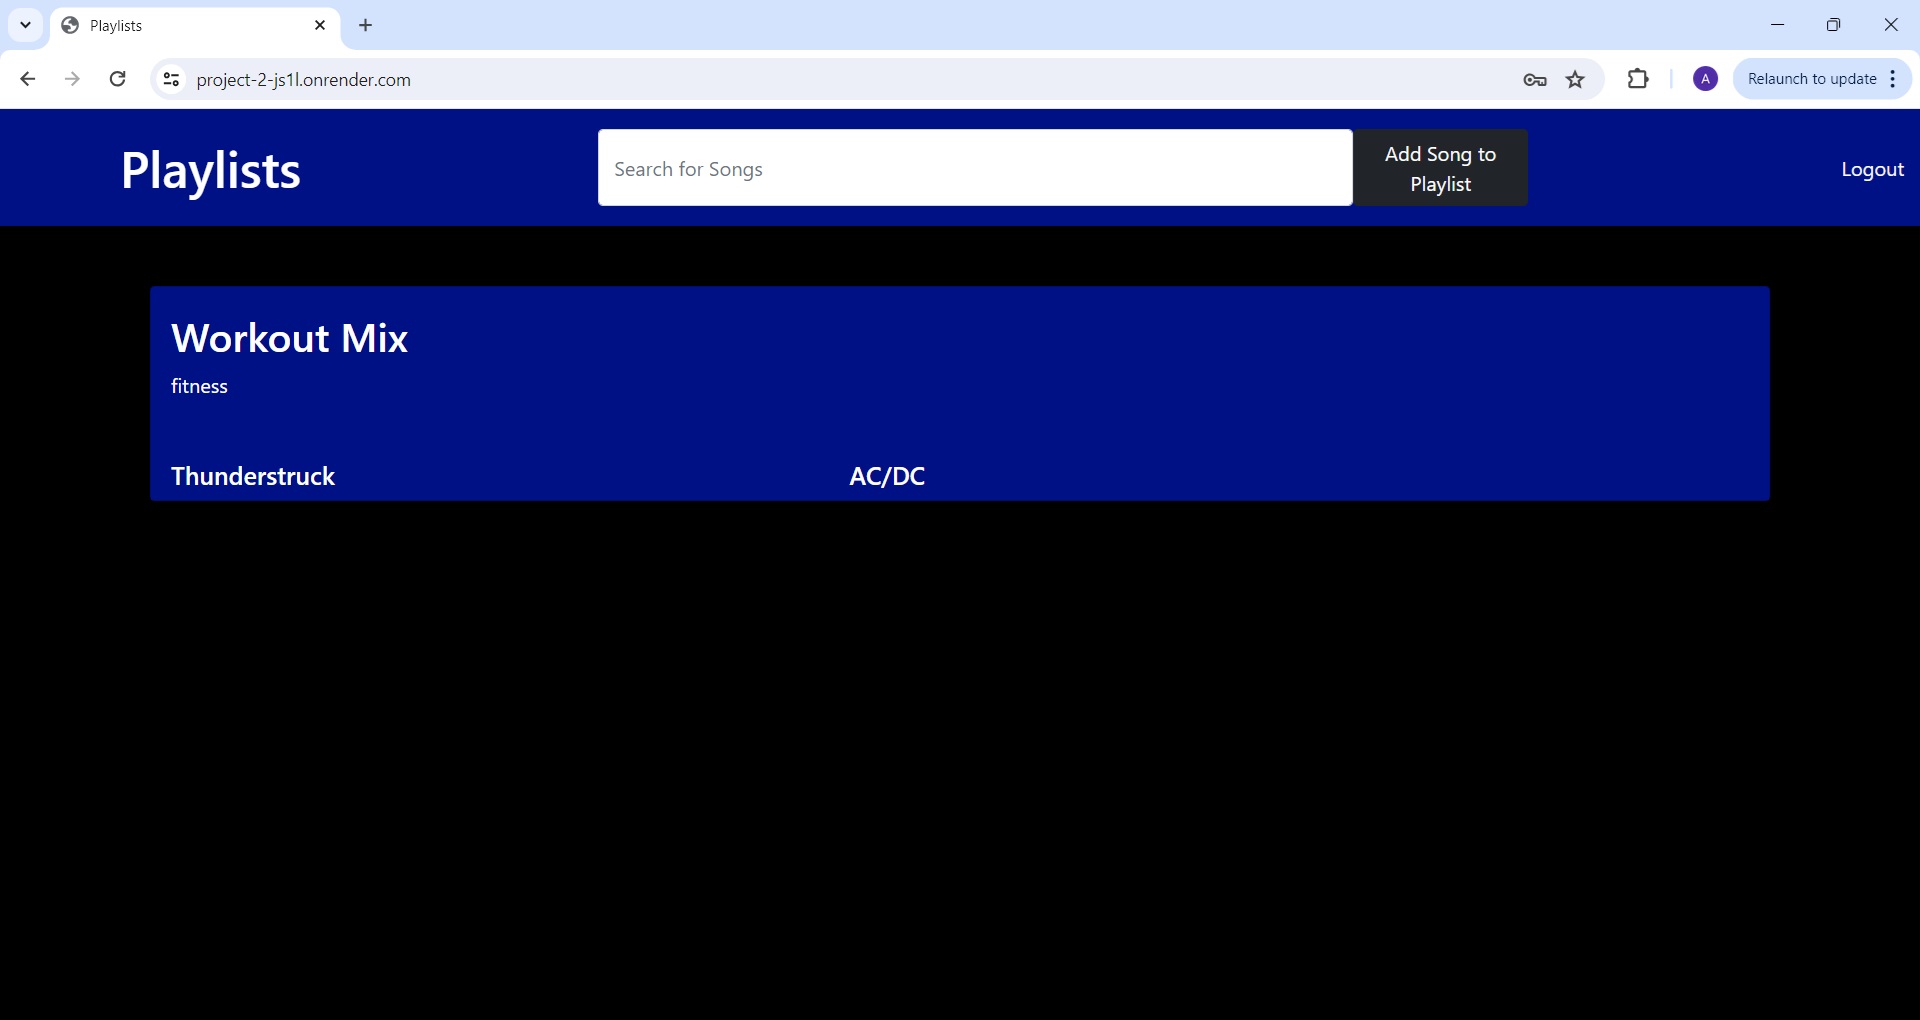 Playlists
project-2-js1l.onrender.com
A
Relaunch to update
Playlists
Search for Songs
Add Song to
Playlist
Logout
Workout Mix
fitness
Thunderstruck AC/DC